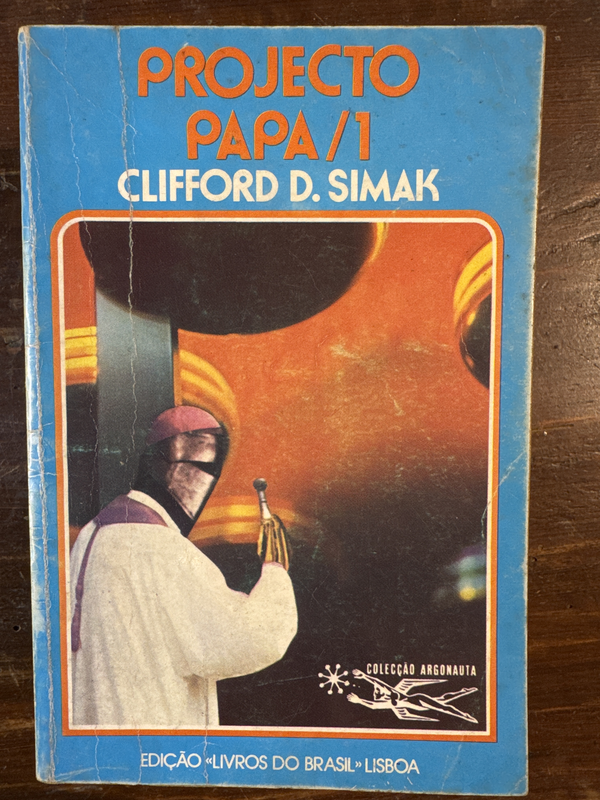 PROJECTO
PAPA/1
CLIFFORD D. SIMAK
COLECÇÃO ARGONAUTA
EDIÇÃO «LIVROS DO BRASIL» LISBOA